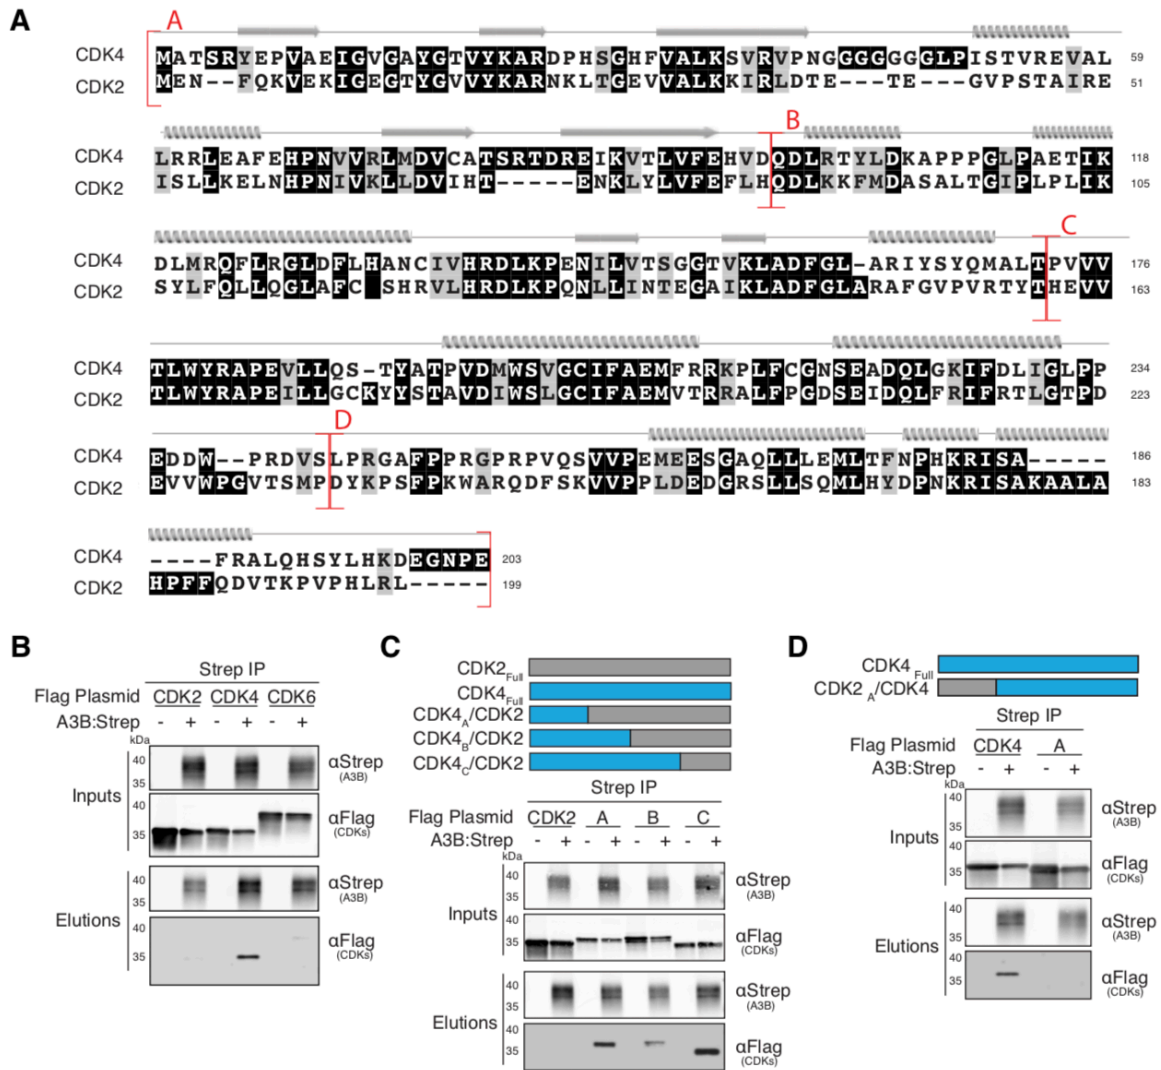 A
A
CDK4 MATSRYEPVAEIGVGAYGTVYKARDPHSGHFVALKSVRVPNGGGGGGGLPISTVREVAL 59
CDK2 MEN--FQKVEKIGEGTYGVVYKARNKLTGEVVALKKIRLDTE---TE---GVPSTAIRE 51
B
CDK4 LRRLEAFEHPNVVRLMDVCATSRTDREIKVTLVFEHVDQDLRTYLDKAPPPGLPAETIK 118
CDK2 ISLLKELNHPNIVKLLDVIHT-----ENKLYLVFEFLHQDLKKFMDASALTGIPLPLIK 105
C
CDK4 DLMRQFLRGLDFLHANCIVHRDLKPENILVTSGGTVKLADFGL-ARIYSYQMALTPVVV 176
CDK2 SYLFQLLQGLAFCHSHRVLHRDLKPQNLLINTEGAIKLADFGLARAFGVPVRTYTHEVV 163
CDK4 TLWYRAPEVLLQS-TYATPVDMWSVGCIFAEMFRRKPLFCGNSEADQLGKIFDLIGLPP 234
CDK2 TLWYRAPEILLGCKYYSTAVDIWSLGCIFAEMVTRRALFPGDSEIDQLFRIFRTLGTPD 223
D
CDK4 EDDW--PRDVSLPRGAFPPRGPRPVQSVVPEMEESGAQLLLEMLTFNPHKRISA----- 186
CDK2 EVVWPGVTSMPDYKPSFPKWARQDFSKVVPPLDEDGRSLLSQMLHYDPNKRISAKAALA 183
CDK4 ----FRALQHSYLHKDEGNPE 203
CDK2 HPFFQDVTKPVPHLRL----- 199
B
Strep IP
Flag Plasmid CDK2 CDK4 CDK6
A3B:Strep - + - + - +
kDa
Inputs
40
35
αStrep
(A3B)
40
35
αFlag
(CDKs)
Elutions
40
35
αStrep
(A3B)
40
35
αFlag
(CDKs)
C
CDK2Full
CDK4Full
CDK4A/CDK2
CDK4B/CDK2
CDK4C/CDK2
Strep IP
Flag Plasmid CDK2 A B C
A3B:Strep - + - + - + - +
kDa
Inputs
40
35
αStrep
(A3B)
40
35
αFlag
(CDKs)
Elutions
40
35
αStrep
(A3B)
40
35
αFlag
(CDKs)
D
CDK4Full
CDK2A/CDK4
Strep IP
Flag Plasmid CDK4 A
A3B:Strep - + - +
kDa
Inputs
40
35
αStrep
(A3B)
40
35
αFlag
(CDKs)
Elutions
40
35
αStrep
(A3B)
40
35
αFlag
(CDKs)